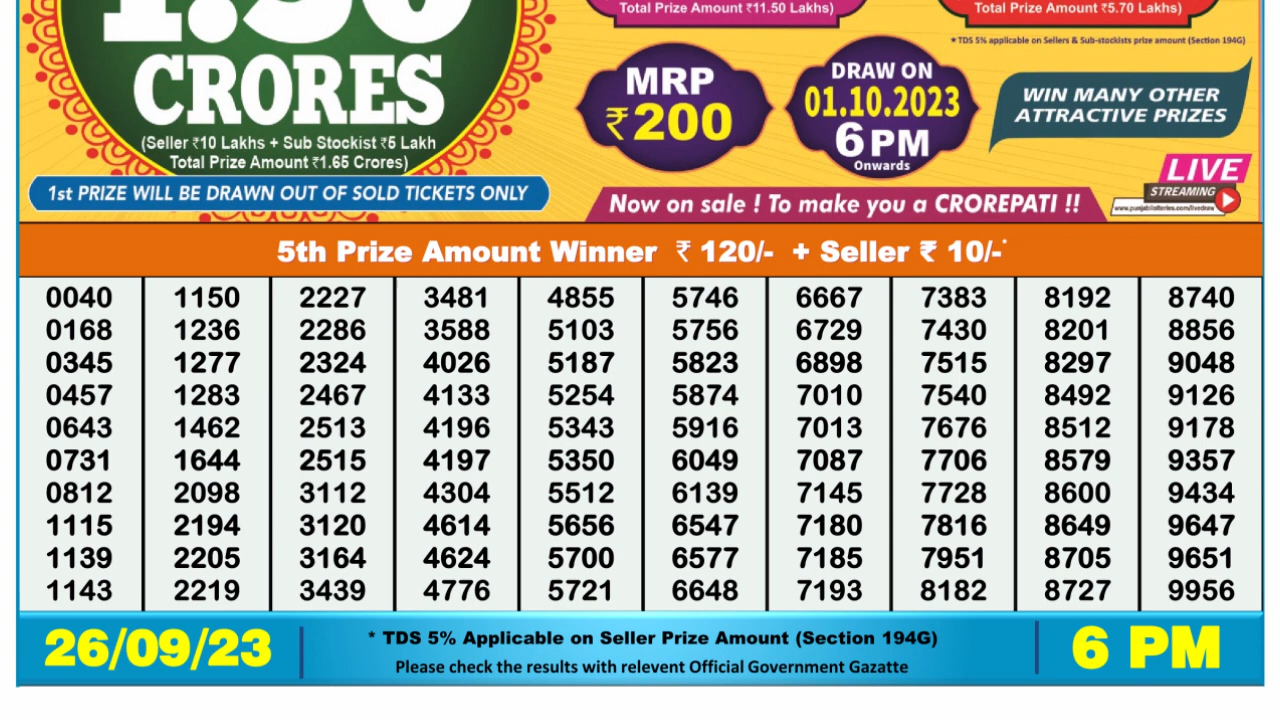 1.50
CRORES
(Seller ₹10 Lakhs + Sub Stockist ₹5 Lakh
Total Prize Amount ₹1.65 Crores)
1st PRIZE WILL BE DRAWN OUT OF SOLD TICKETS ONLY
Total Prize Amount ₹11.50 Lakhs)
Total Prize Amount ₹5.70 Lakhs)
* TDS 5% applicable on Sellers & Sub-stockists prize amount (Section 194G)
MRP
₹200
DRAW ON
01.10.2023
6 PM
Onwards
WIN MANY OTHER
ATTRACTIVE PRIZES
Now on sale ! To make you a CROREPATI !!
LIVE
STREAMING
www.punjablotteries.com/livedraw
5th Prize Amount Winner ₹ 120/- + Seller ₹ 10/-*
0040 1150 2227 3481 4855 5746 6667 7383 8192 8740
0168 1236 2286 3588 5103 5756 6729 7430 8201 8856
0345 1277 2324 4026 5187 5823 6898 7515 8297 9048
0457 1283 2467 4133 5254 5874 7010 7540 8492 9126
0643 1462 2513 4196 5343 5916 7013 7676 8512 9178
0731 1644 2515 4197 5350 6049 7087 7706 8579 9357
0812 2098 3112 4304 5512 6139 7145 7728 8600 9434
1115 2194 3120 4614 5656 6547 7180 7816 8649 9647
1139 2205 3164 4624 5700 6577 7185 7951 8705 9651
1143 2219 3439 4776 5721 6648 7193 8182 8727 9956
26/09/23
* TDS 5% Applicable on Seller Prize Amount (Section 194G)
Please check the results with relevent Official Government Gazatte
6 PM